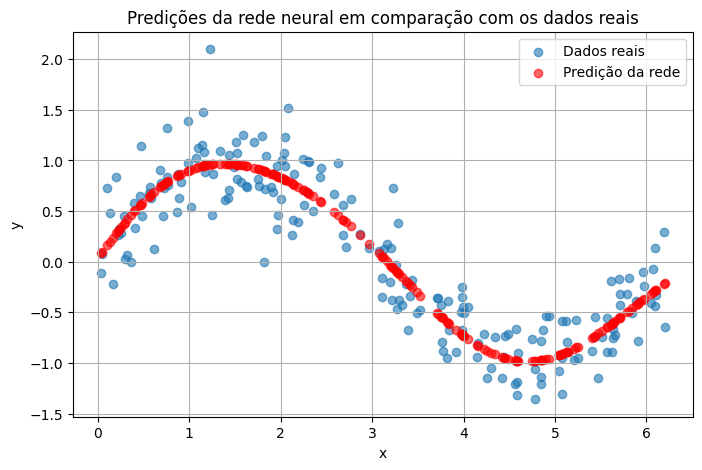 Predições da rede neural em comparação com os dados reais
Dados reais
Predição da rede
2.0
1.5
1.0
0.5
0.0
−0.5
−1.0
−1.5
y
0 1 2 3 4 5 6
x